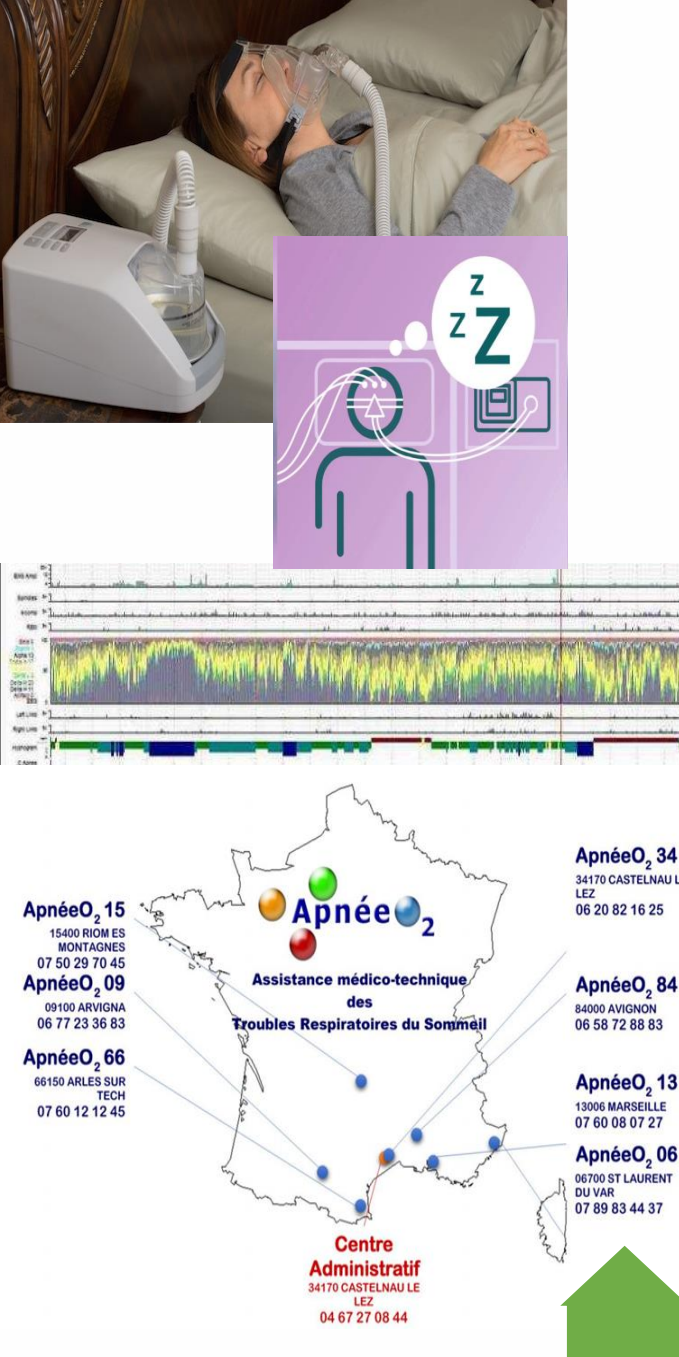 z
z
Z
Left Limb
Right Limb
Apnée
2
Assistance médico-technique
des
Troubles Respiratoires du Sommeil
ApnéeO2 15
15400 RIOM ES
MONTAGNES
07 50 29 70 45
ApnéeO2 09
09100 ARVIGNA
06 77 23 36 83
ApnéeO2 66
66150 ARLES SUR
TECH
07 60 12 12 45
ApnéeO2 34
34170 CASTELNAU L
LEZ
06 20 82 16 25
ApnéeO2 84
84000 AVIGNON
06 58 72 88 83
ApnéeO2 13
13006 MARSEILLE
07 60 08 07 27
ApnéeO2 06
06700 ST LAURENT
DU VAR
07 89 83 44 37
Centre
Administratif
34170 CASTELNAU LE
LEZ
04 67 27 08 44